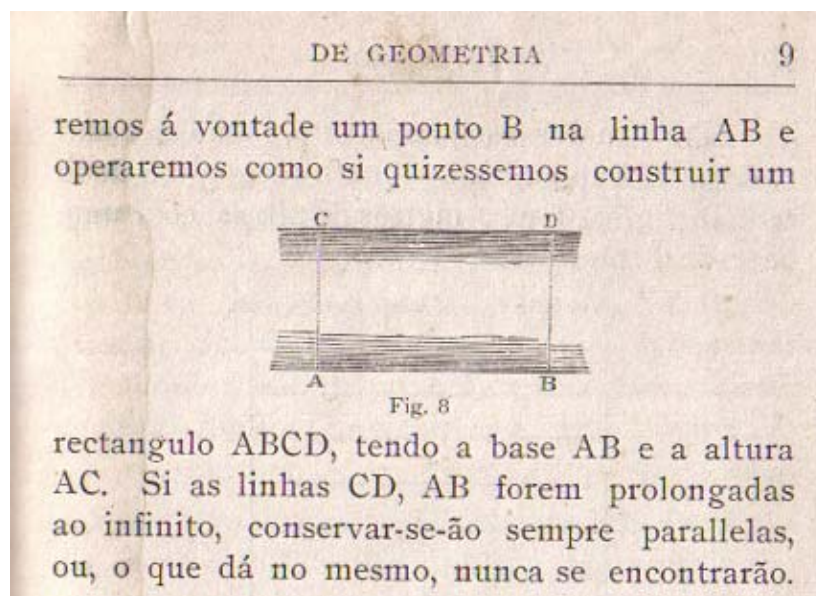 DE GEOMETRIA 9
remos á vontade um ponto B na linha AB e
operaremos como si quizessemos construir um
C D
A B
Fig. 8
rectangulo ABCD, tendo a base AB e a altura
AC. Si as linhas CD, AB forem prolongadas
ao infinito, conservar-se-ão sempre parallelas,
ou, o que dá no mesmo, nunca se encontrarão.